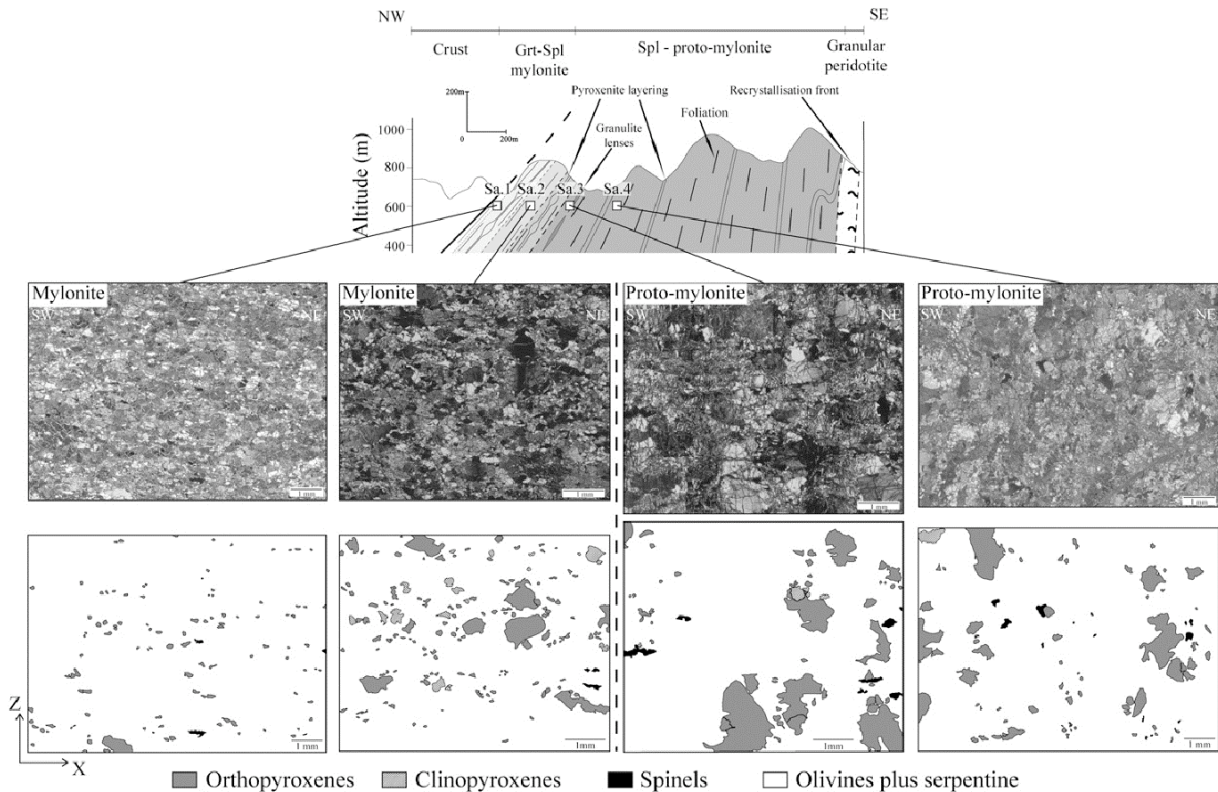 NW
SE
Crust
Grt-Spl
mylonite
Spl - proto-mylonite
Granular
peridotite
Pyroxenite layering
Recrystallisation front
200m
0
200m
Granulite
lenses
Foliation
Altitude (m)
1000
800
600
400
Sa.1
Sa.2
Sa.3
Sa.4
Mylonite
SW
NE
1 mm
Mylonite
SW
NE
1 mm
Proto-mylonite
SW
NE
1 mm
Proto-mylonite
SW
NE
1 mm
1 mm
1mm
1mm
1 mm
Z
X
Orthopyroxenes
Clinopyroxenes
Spinels
Olivines plus serpentine